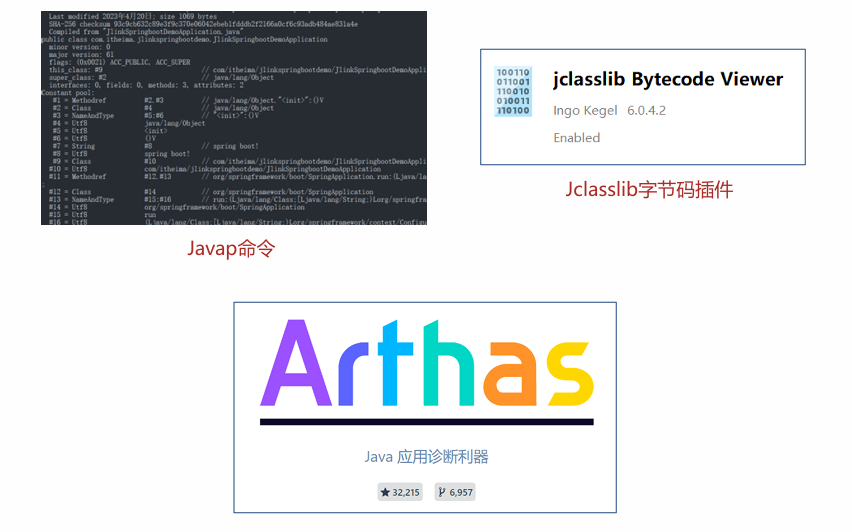 Last modified 2023年4月20日; size 1069 bytes
SHA-256 checksum 93c9cb632c89e3f9c370e06042ebeb1fdddb2f2166a0cf6c93adb484ae831a4e
Compiled from "JlinkSpringbootDemoApplication.java"
public class com.itheima.jlinkspringbootdemo.JlinkSpringbootDemoApplication
minor version: 0
major version: 61
flags: (0x0021) ACC_PUBLIC, ACC_SUPER
this_class: #9 // com/itheima/jlinkspringbootdemo/JlinkSpringbootDemoAppli
super_class: #2 // java/lang/Object
interfaces: 0, fields: 0, methods: 3, attributes: 2
Constant pool:
#1 = Methodref #2.#3 // java/lang/Object."<init>":()V
#2 = Class #4 // java/lang/Object
#3 = NameAndType #5:#6 // "<init>":()V
#4 = Utf8 java/lang/Object
#5 = Utf8 <init>
#6 = Utf8 ()V
#7 = String #8 // spring boot!
#8 = Utf8 spring boot!
#9 = Class #10 // com/itheima/jlinkspringbootdemo/JlinkSpringbootDemoAppli
#10 = Utf8 com/itheima/jlinkspringbootdemo/JlinkSpringbootDemoApplication
#11 = Methodref #12.#13 // org/springframework/boot/SpringApplication.run:(Ljava/la
;
#12 = Class #14 // org/springframework/boot/SpringApplication
#13 = NameAndType #15:#16 // run:(Ljava/lang/Class;[Ljava/lang/String;)Lorg/springfra
#14 = Utf8 org/springframework/boot/SpringApplication
#15 = Utf8 run
#16 = Utf8 (Ljava/lang/Class;[Ljava/lang/String;)Lorg/springframework/context/Configu
Javap命令
100110
011001
110010
010011
110100
jclasslib Bytecode Viewer
Ingo Kegel 6.0.4.2
Enabled
Jclasslib字节码插件
Arthas
Java 应用诊断利器
32,215 6,957